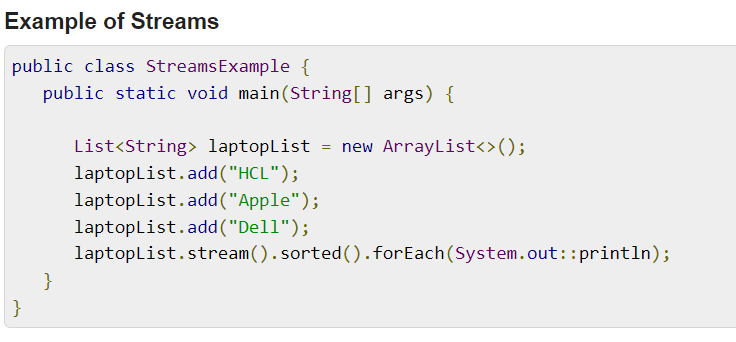 Example of Streams
public class StreamsExample {
public static void main(String[] args) {
List<String> laptopList = new ArrayList<>();
laptopList.add("HCL");
laptopList.add("Apple");
laptopList.add("Dell");
laptopList.stream().sorted().forEach(System.out::println);
}
}